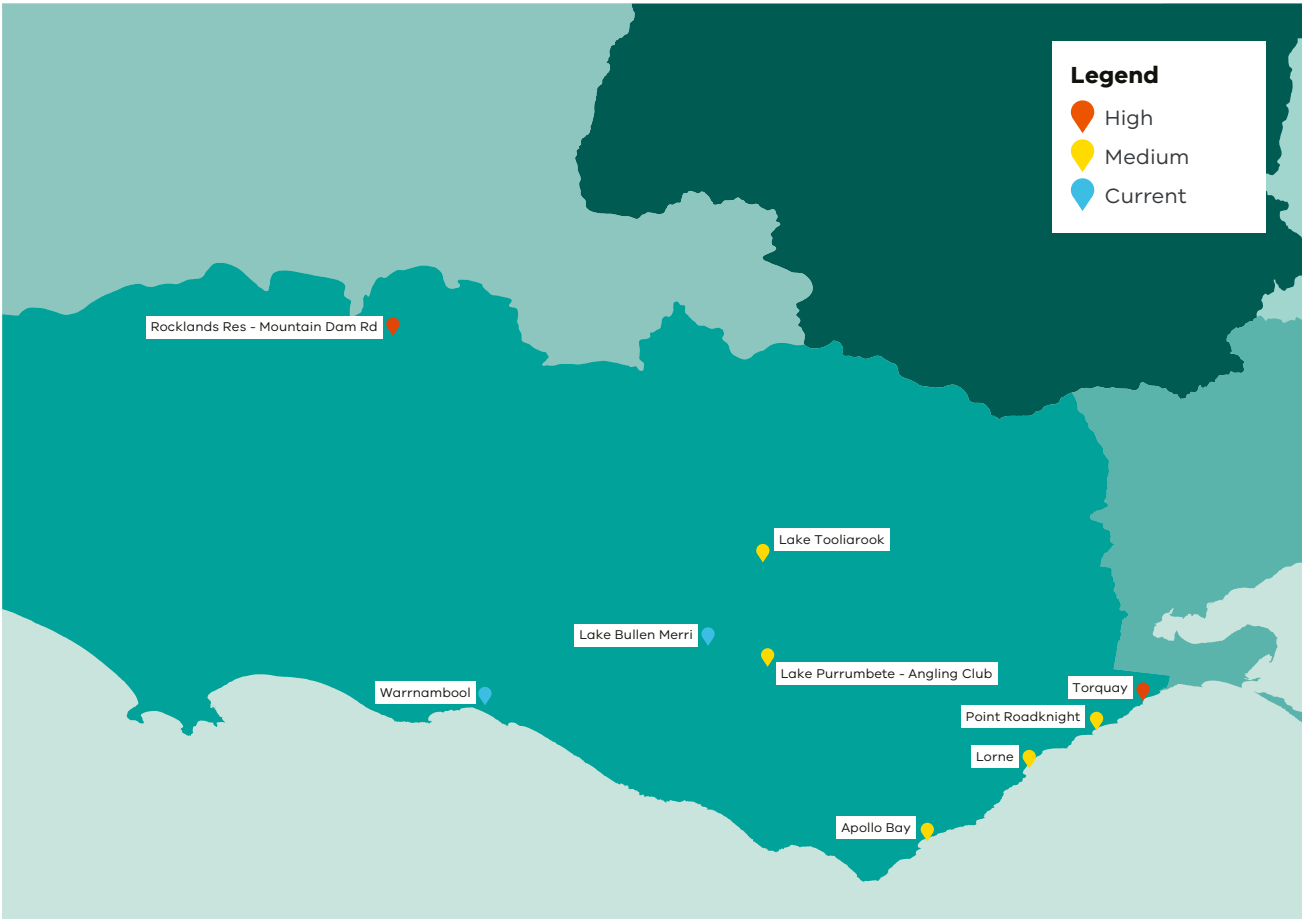 Legend
High
Medium
Current
Rocklands Res - Mountain Dam Rd
Lake Tooliarook
Lake Bullen Merri
Lake Purrumbete - Angling Club
Warrnambool
Torquay
Point Roadknight
Lorne
Apollo Bay